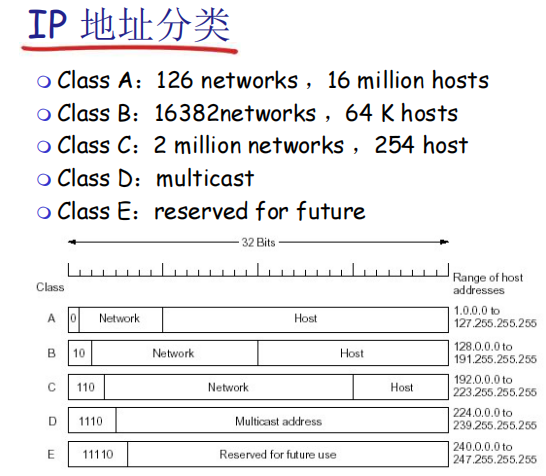 IP 地址分类
Class A：126 networks ，16 million hosts
Class B：16382networks ，64 K hosts
Class C：2 million networks ，254 host
Class D：multicast
Class E：reserved for future
32 Bits
Class
Range of host
addresses
A 0 Network Host 1.0.0.0 to
127.255.255.255
B 10 Network Host 128.0.0.0 to
191.255.255.255
C 110 Network Host 192.0.0.0 to
223.255.255.255
D 1110 Multicast address 224.0.0.0 to
239.255.255.255
E 11110 Reserved for future use 240.0.0.0 to
247.255.255.255